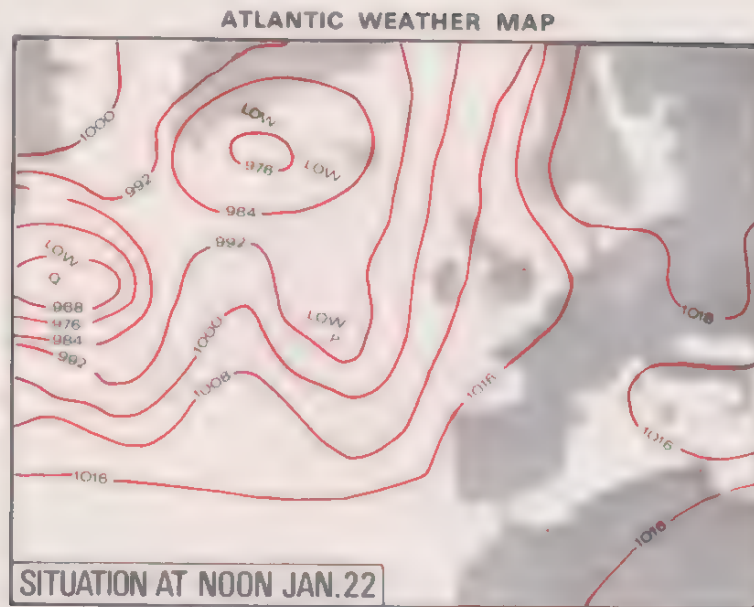 ATLANTIC WEATHER MAP
1000
LOW
976
LOW
992
984
992
LOW
Q
968
976
984
992
LOW
P
1000
1008
1016
1016
1016
1016
1016
SITUATION AT NOON JAN.22